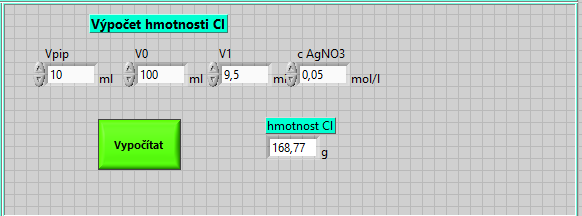 Výpočet hmotnosti Cl
Vpip V0 V1 c AgNO3
10 ml 100 ml 9,5 ml 0,05 mol/l
Vypočítat
hmotnost Cl
168,77 g